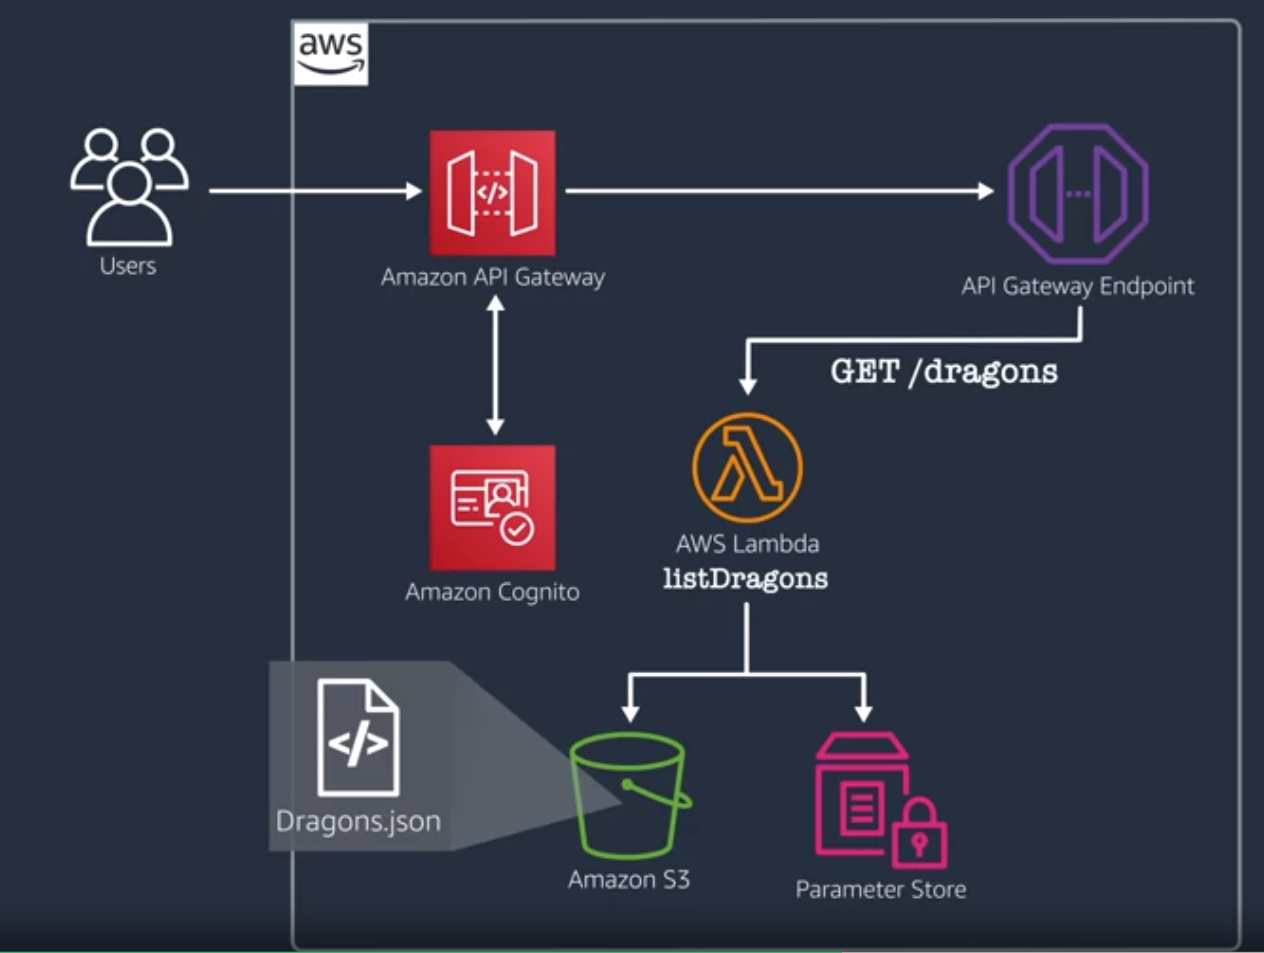 aws
Users
Amazon API Gateway
API Gateway Endpoint
GET /dragons
</>
Amazon Cognito
AWS Lambda
listDragons
</>
Dragons.json
Amazon S3
Parameter Store